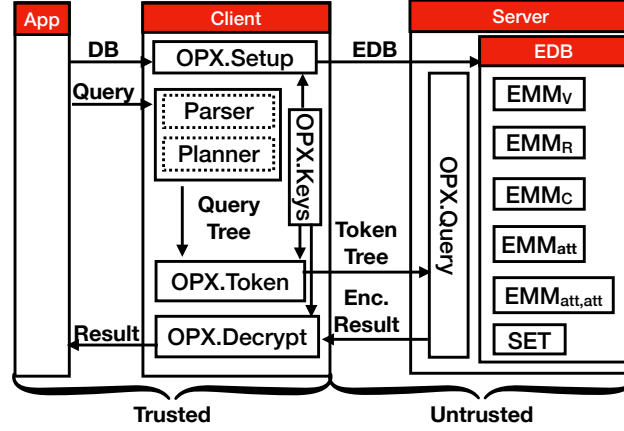 App
Client
Server
DB
OPX.Setup
EDB
EDB
Query
Parser
Planner
OPX.Keys
OPX.Query
EMMV
EMMR
EMMC
EMMatt
EMMatt,att
SET
Query
Tree
Token
Tree
OPX.Token
Enc.
Result
Result
OPX.Decrypt
Trusted
Untrusted